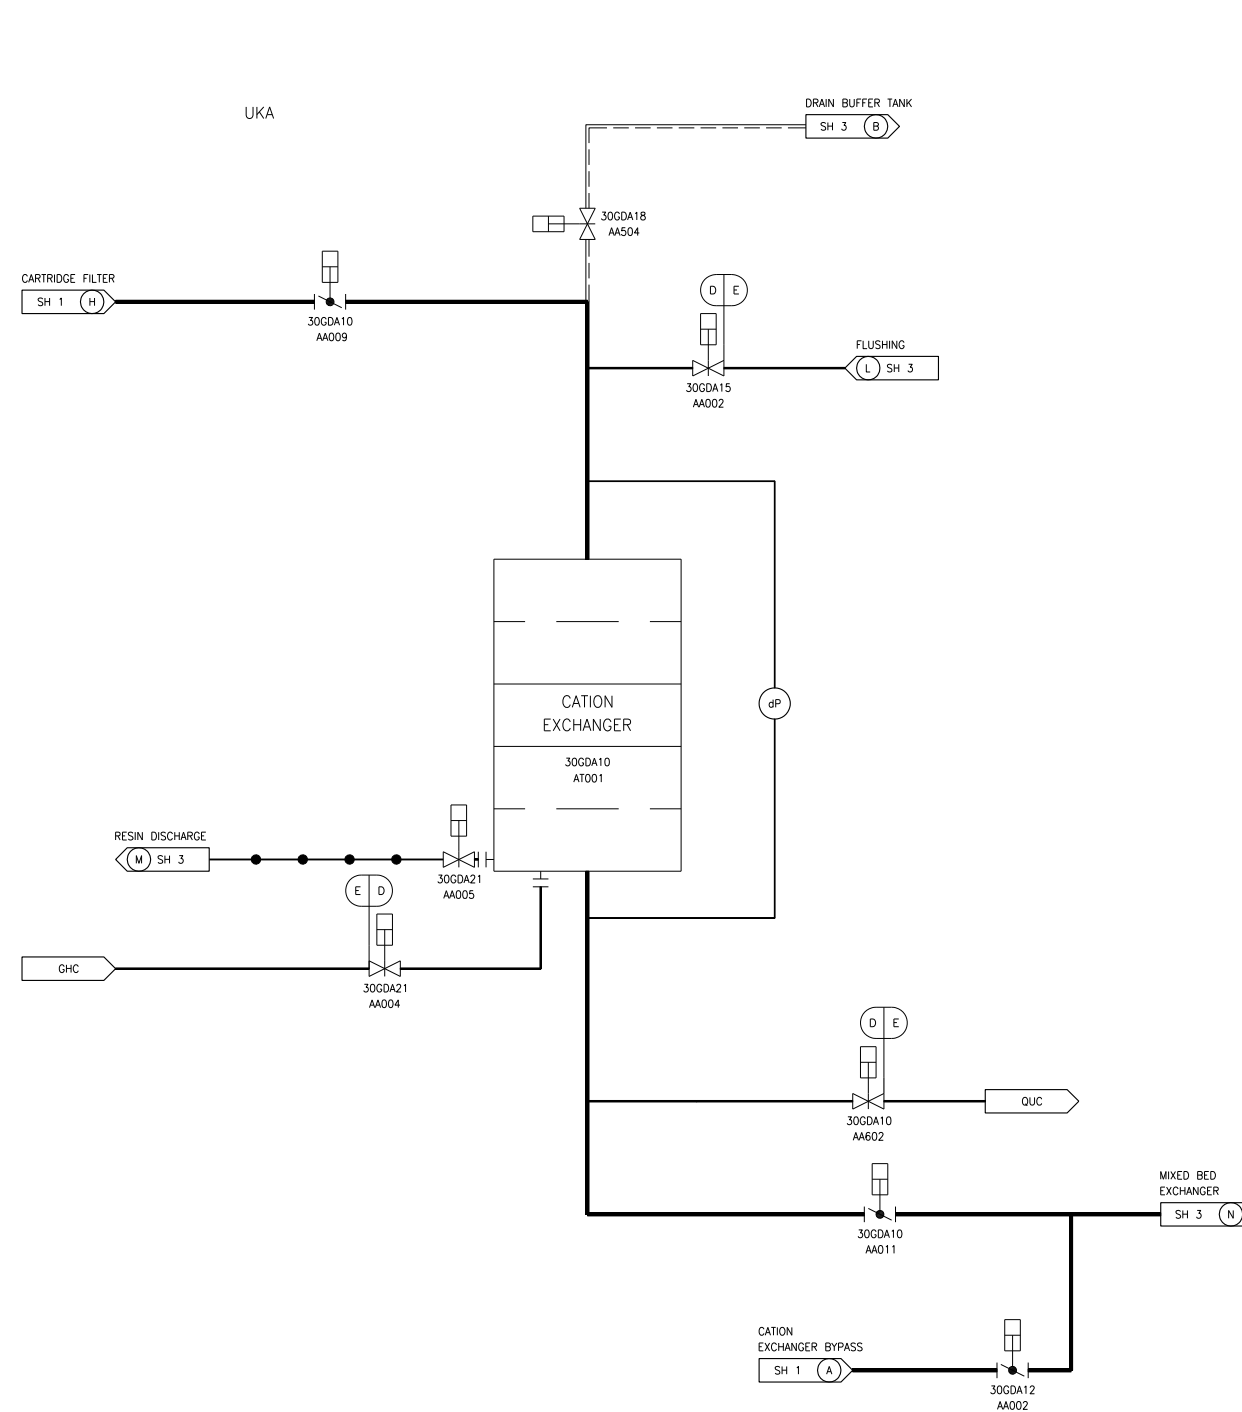 DRAIN BUFFER TANK
UKA
SH 3 B
30GDA18
AA504
CARTRIDGE FILTER
SH 1 H
30GDA10
AA009
D E
FLUSHING
L SH 3
30GDA15
AA002
CATION
EXCHANGER
dP
30GDA10
AT001
RESIN DISCHARGE
M SH 3
30GDA21
AA005
E D
GHC
30GDA21
AA004
D E
QUC
30GDA10
AA602
MIXED BED
EXCHANGER
SH 3 N
30GDA10
AA011
CATION
EXCHANGER BYPASS
SH 1 A
30GDA12
AA002